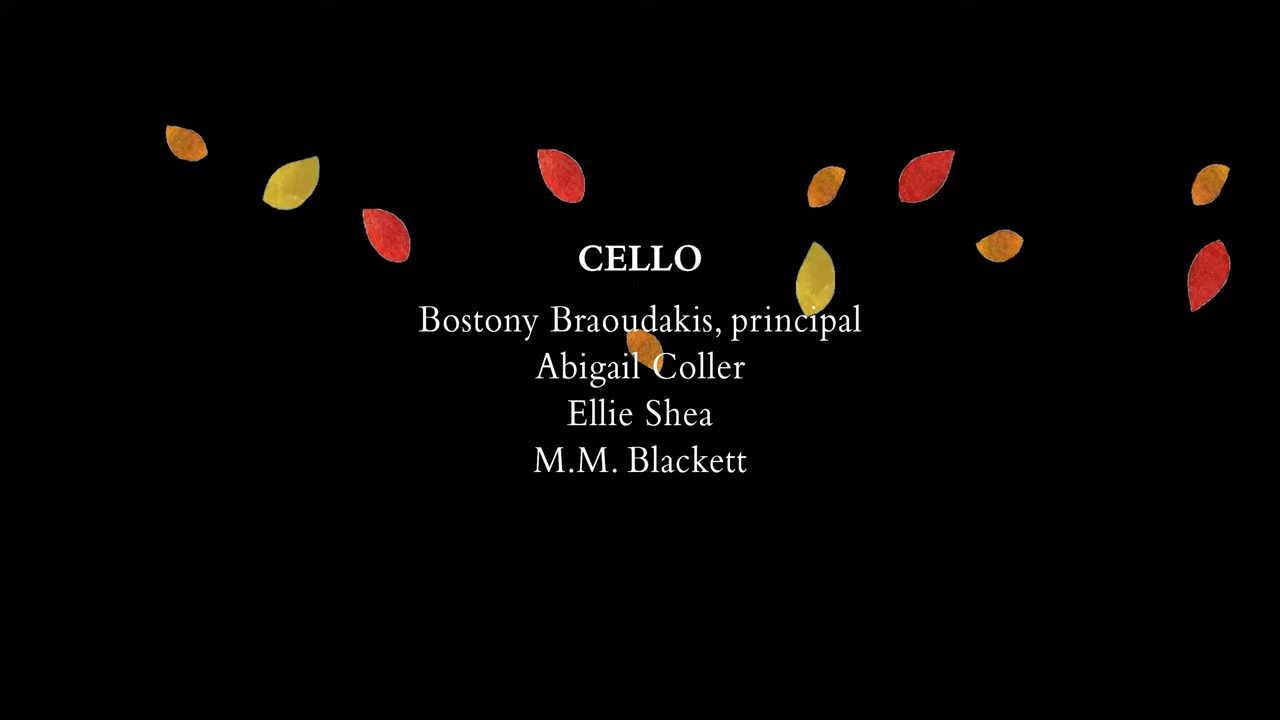 CELLO
Bostony Braoudakis, principal
Abigail Coller
Ellie Shea
M.M. Blackett